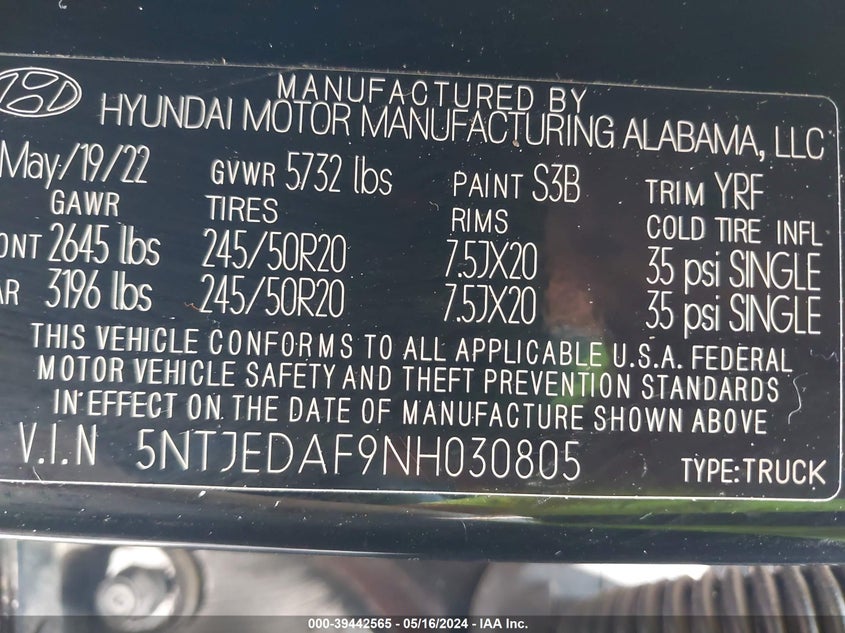 MANUFACTURED BY
HYUNDAI MOTOR MANUFACTURING ALABAMA, LLC
May/19/22 GVWR 5732 lbs PAINT S3B TRIM YRF
GAWR TIRES RIMS COLD TIRE INFL
ONT 2645 lbs 245/50R20 7.5JX20 35 psi SINGLE
AR 3196 lbs 245/50R20 7.5JX20 35 psi SINGLE
THIS VEHICLE CONFORMS TO ALL APPLICABLE U.S.A. FEDERAL
MOTOR VEHICLE SAFETY AND THEFT PREVENTION STANDARDS
IN EFFECT ON THE DATE OF MANUFACTURE SHOWN ABOVE
V.I.N 5NTJEDAF9NH030805 TYPE:TRUCK
000-39442565 - 05/16/2024 - IAA Inc.